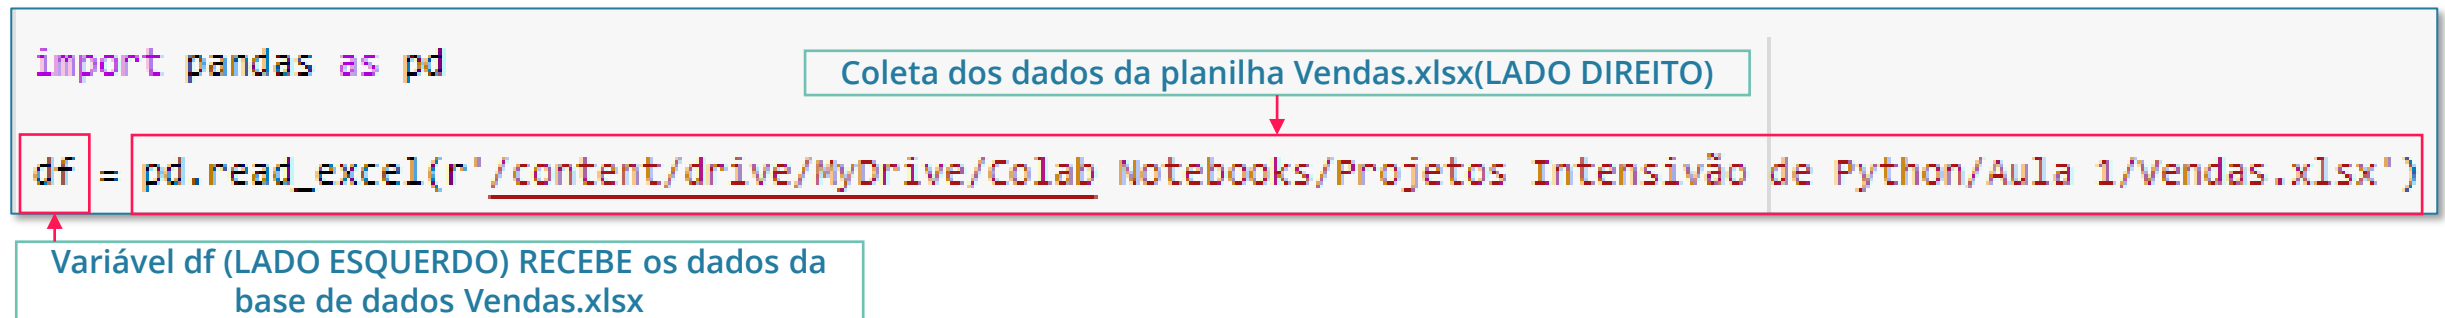 import pandas as pd
Coleta dos dados da planilha Vendas.xlsx(LADO DIREITO)
df = pd.read_excel(r'/content/drive/MyDrive/Colab Notebooks/Projetos Intensivão de Python/Aula 1/Vendas.xlsx')
Variável df (LADO ESQUERDO) RECEBE os dados da
base de dados Vendas.xlsx